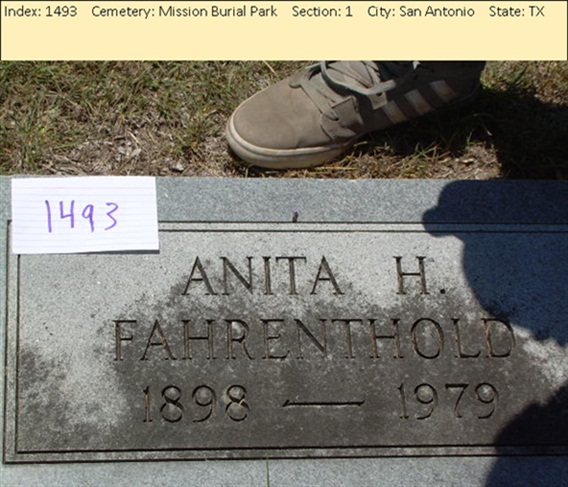 Index: 1493 Cemetery: Mission Burial Park Section: 1 City: San Antonio State: TX
1493
ANITA H.
FAHRENTHOLD
1898 — 1979